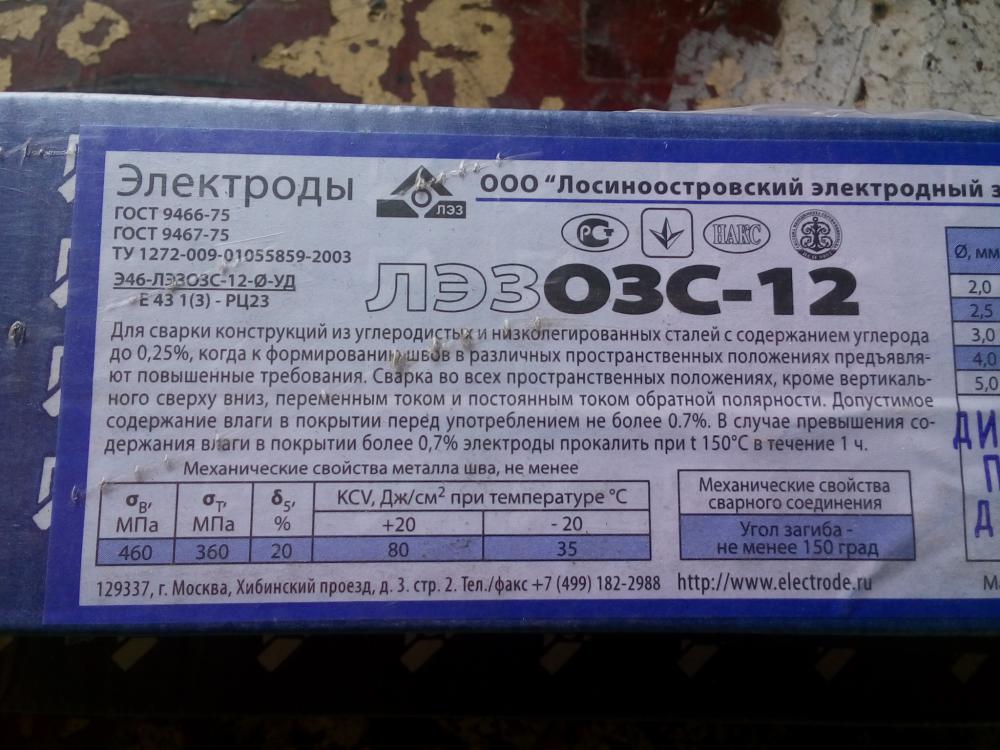 Электроды
ГОСТ 9466-75
ГОСТ 9467-75
ТУ 1272-009-01055859-2003
Э46-ЛЭЗОЗС-12-Ø-УД
Е 43 1(3) - РЦ23
ЛЭЗ
ООО "Лосиноостровский электродный з
РСТ
НАКС
ЛЭЗОЗС-12
Для сварки конструкций из углеродистых и низколегированных сталей с содержанием углерода
до 0,25%, когда к формированию швов в различных пространственных положениях предъявля-
ют повышенные требования. Сварка во всех пространственных положениях, кроме вертикаль-
ного сверху вниз, переменным током и постоянным током обратной полярности. Допустимое
содержание влаги в покрытии перед употреблением не более 0.7%. В случае превышения со-
держания влаги в покрытии более 0,7% электроды прокалить при t 150°С в течение 1 ч.
Механические свойства металла шва, не менее
σв, МПа σт, МПа δ5, % KCV, Дж/см² при температуре °С
+20 - 20
460 360 20 80 35
Механические свойства
сварного соединения
Угол загиба -
не менее 150 град
129337, г. Москва, Хибинский проезд, д. 3. стр. 2. Тел./факс +7 (499) 182-2988 http://www.electrode.ru
Ø, мм
2,0
2,5
3,0
4,0
5,0
ДИ
П
Д